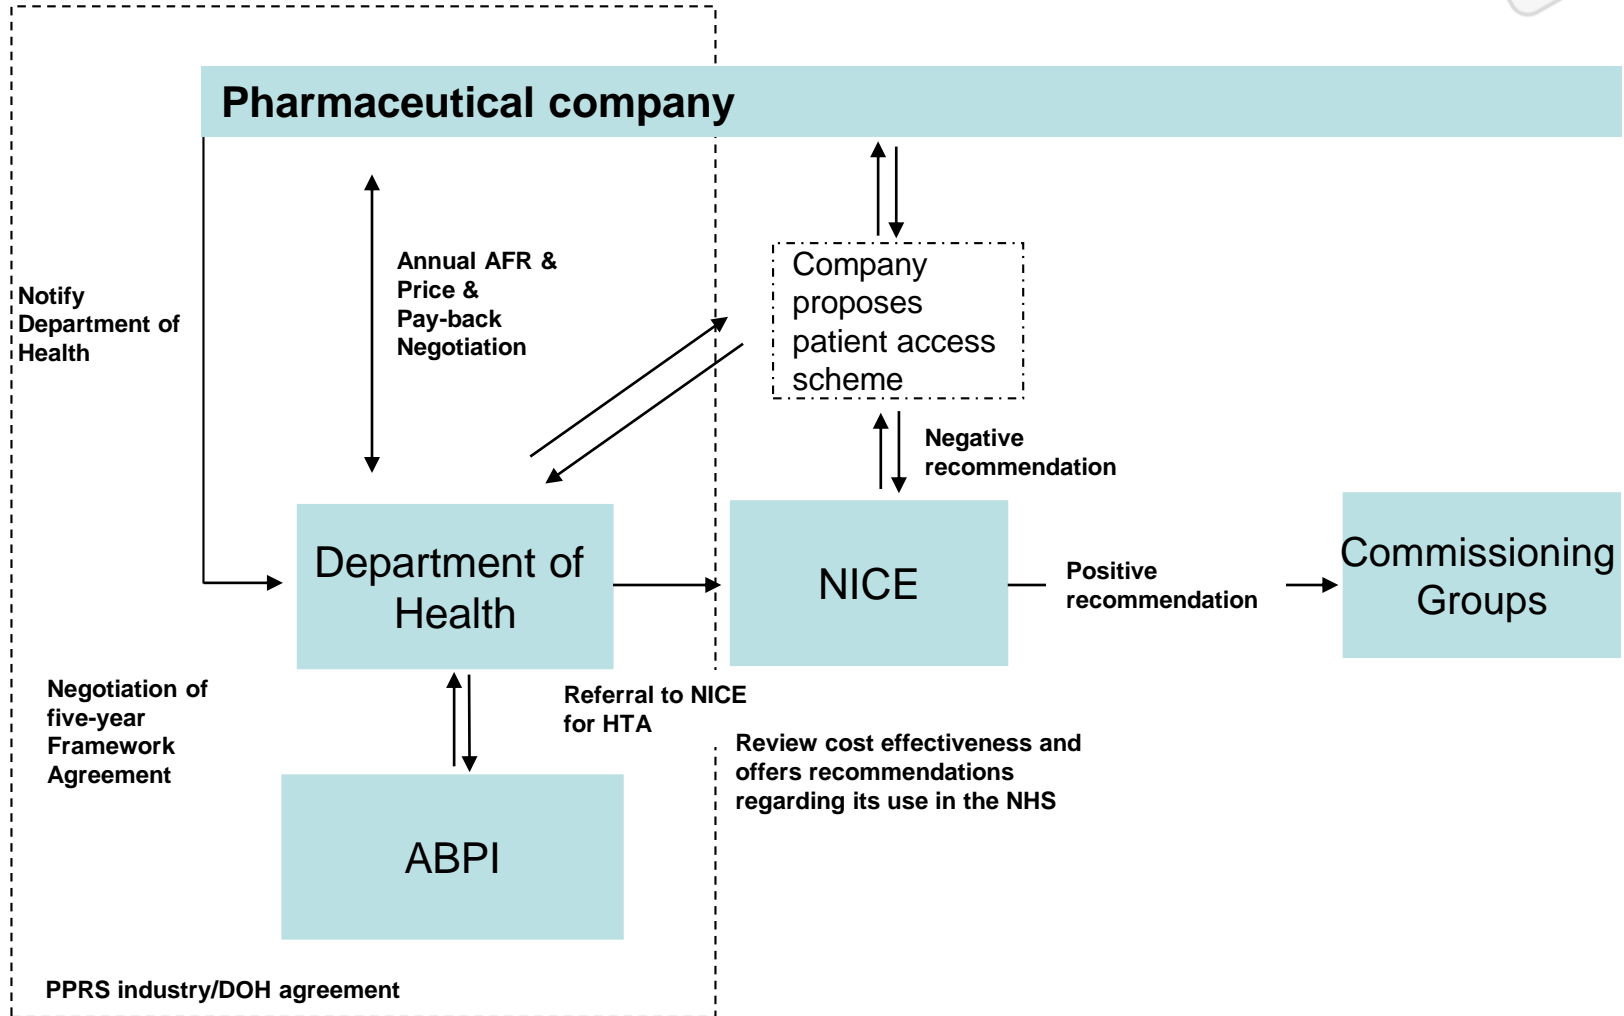 Pharmaceutical company
Notify
Department of
Health
Annual AFR &
Price &
Pay-back
Negotiation
Company
proposes
patient access
scheme
Negative
recommendation
Department of
Health
NICE
Positive
recommendation
Commissioning
Groups
Negotiation of
five-year
Framework
Agreement
Referral to NICE
for HTA
Review cost effectiveness and
offers recommendations
regarding its use in the NHS
ABPI
PPRS industry/DOH agreement